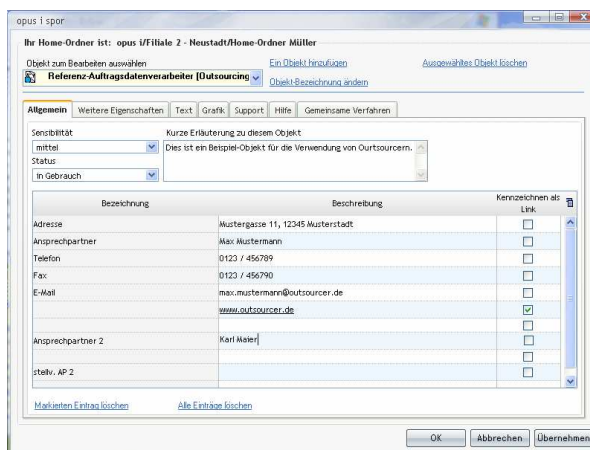 opus i spor
Ihr Home-Ordner ist: opus i/Filiale 2 - Neustadt/Home-Ordner Müller
Objekt zum Bearbeiten auswählen
Ein Objekt hinzufügen
Ausgewähltes Objekt löschen
Referenz-Auftragsdatenverarbeiter [Outsourcing
Objekt-Bezeichnung ändern
Allgemein Weitere Eigenschaften Text Grafik Support Hilfe Gemeinsame Verfahren
Sensibilität
Kurze Erläuterung zu diesem Objekt
mittel
Dies ist ein Beispiel-Objekt für die Verwendung von Ourtsourcern.
Status
in Gebrauch
Bezeichnung Beschreibung Kennzeichnen als
Link
Adresse Mustergasse 11, 12345 Musterstadt
Ansprechpartner Max Mustermann
Telefon 0123 / 456789
Fax 0123 / 456790
E-Mail max.mustermann@outsourcer.de
www.outsourcer.de
Ansprechpartner 2 Karl Maier
stellv. AP 2
Markierten Eintrag löschen Alle Einträge löschen
OK Abbrechen Übernehmen